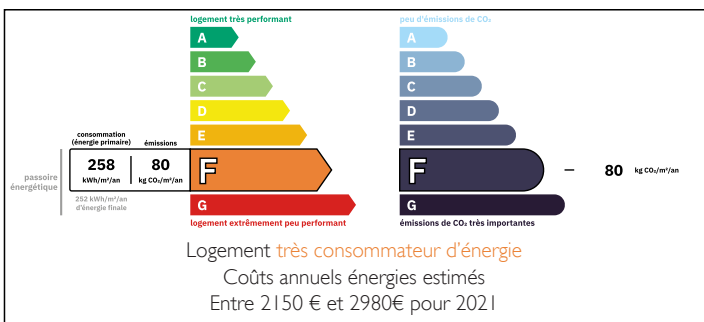 logement très performant
A
B
C
D
E
consommation
(énergie primaire)
émissions
passoire
énergétique
258
kWh/m²/an
80
kg CO₂/m²/an
F
252 kWh/m²/an
d'énergie finale
G
logement extrêmement peu performant
peu d'émissions de CO₂
A
B
C
D
E
F
80 kg CO₂/m²/an
G
émissions de CO₂ très importantes
Logement très consommateur d'énergie
Coûts annuels énergies estimés
Entre 2150 € et 2980€ pour 2021